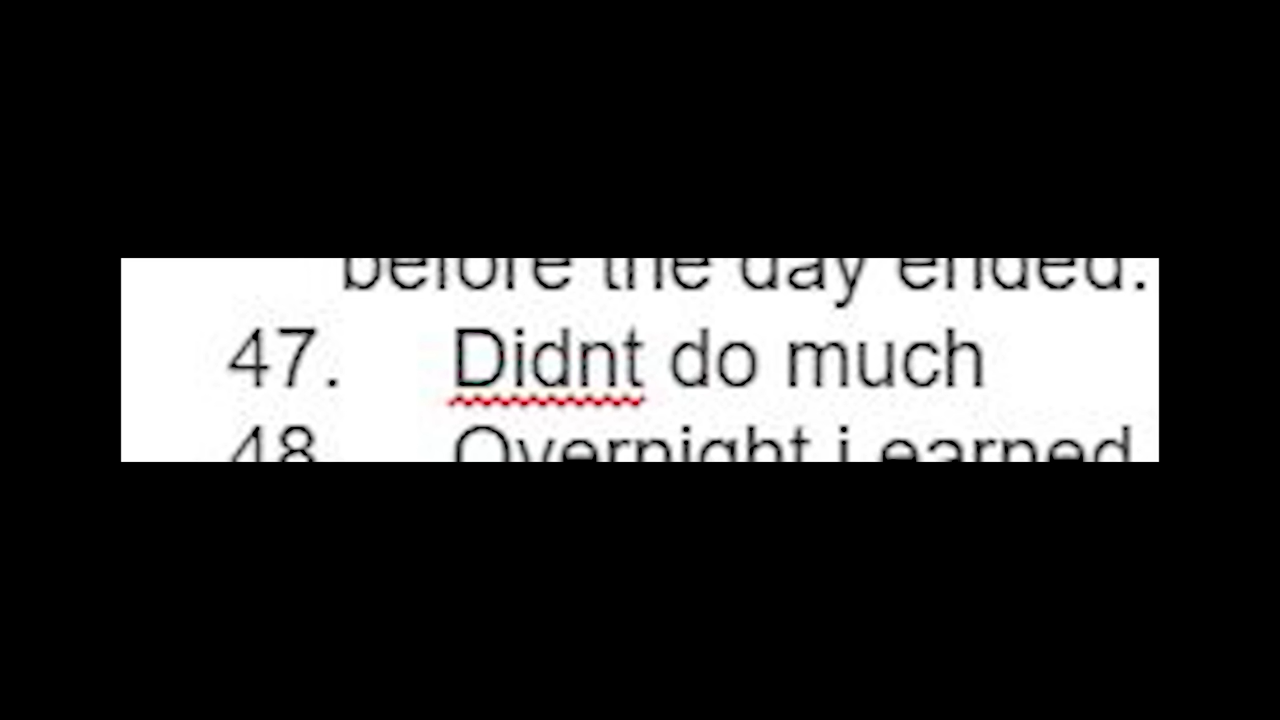 before the day ended.
47. Didnt do much
48. Overnight i earned